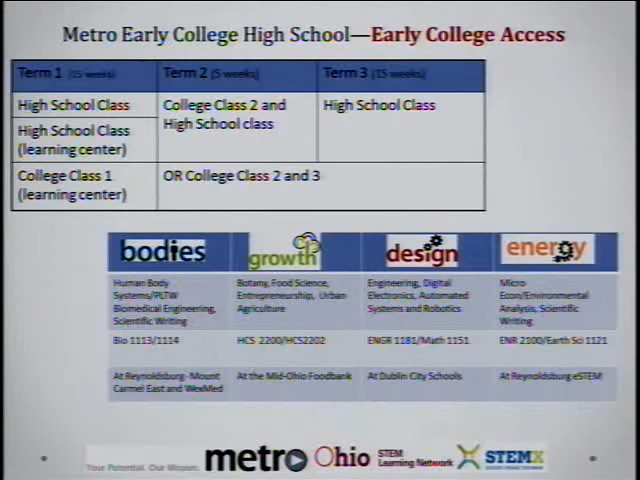 Metro Early College High School—Early College Access
Term 1 (15 weeks) Term 2 (5 weeks) Term 3 (15 weeks)
High School Class College Class 2 and High School Class
High School class
High School Class
(learning center)
College Class 1 OR College Class 2 and 3
(learning center)
bodies growth design energy
Human Body Botany, Food Science, Engineering, Digital Micro
Systems/PLTW Entrepreneurship, Urban Electronics, Automated Econ/Environmental
Biomedical Engineering, Agriculture Systems and Robotics Analysis, Scientific
Scientific Writing Writing
Bio 1113/1114 HCS 2200/HCS2202 ENGR 1181/Math 1151 ENR 2100/Earth Sci 1121
At Reynoldsburg- Mount At the Mid-Ohio Foodbank At Dublin City Schools At Reynoldsburg eSTEM
Carmel East and WexMed
Your Potential. Our Mission. metro Ohio STEM
Learning Network STEMX